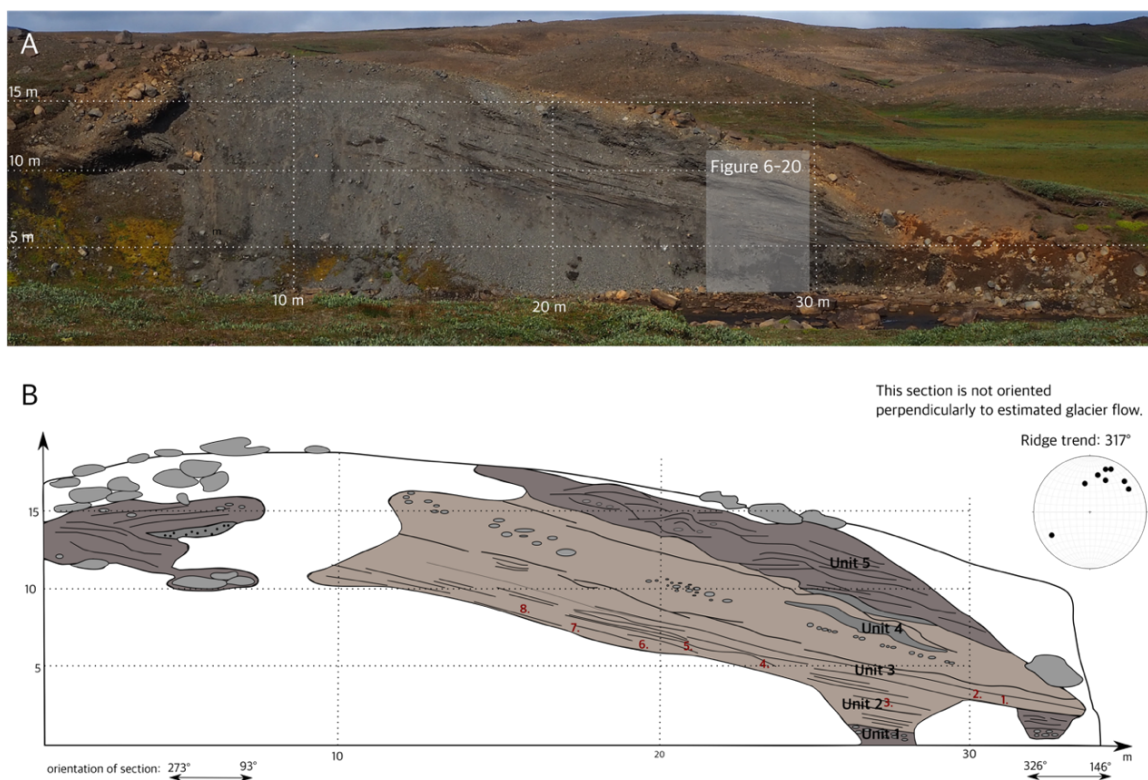 A
15 m
10 m
Figure 6-20
5 m
m
10 m
20 m
30 m
B
This section is not oriented
perpendicularly to estimated glacier flow.
Ridge trend: 317°
15
Unit 5
10
8.
7.
Unit 4
6. 5.
5
4.
Unit 3
2. 1.
Unit 2 3.
Unit 1
10
20
30
m
orientation of section: 273° 93°
326° 146°